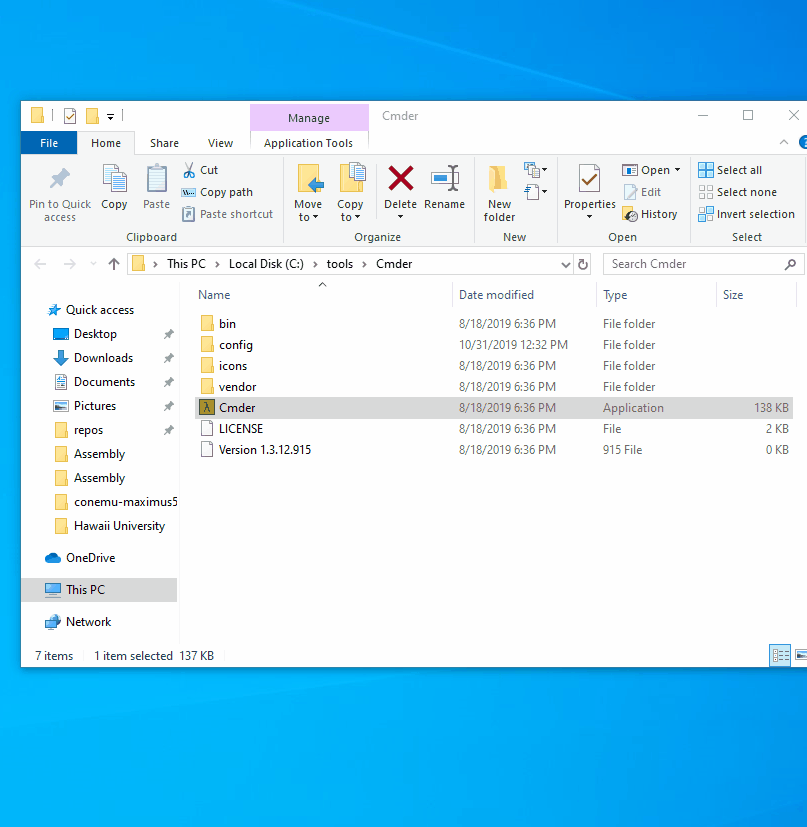 Manage
Cmder
File
Home
Share
View
Application Tools
Pin to Quick access
Copy
Paste
Cut
Copy path
Paste shortcut
Clipboard
Move to
Copy to
Delete
Rename
Organize
New folder
New
Properties
Open
Edit
History
Open
Select all
Select none
Invert selection
Select
This PC > Local Disk (C:) > tools > Cmder
Search Cmder
Name Date modified Type Size
Quick access
Desktop
Downloads
Documents
Pictures
repos
Assembly
Assembly
conemu-maximus5
Hawaii University
OneDrive
This PC
Network
bin 8/18/2019 6:36 PM File folder
config 10/31/2019 12:32 PM File folder
icons 8/18/2019 6:36 PM File folder
vendor 8/18/2019 6:36 PM File folder
λ Cmder 8/18/2019 6:36 PM Application 138 KB
LICENSE 8/18/2019 6:36 PM File 2 KB
Version 1.3.12.915 8/18/2019 6:36 PM 915 File 0 KB
7 items 1 item selected 137 KB